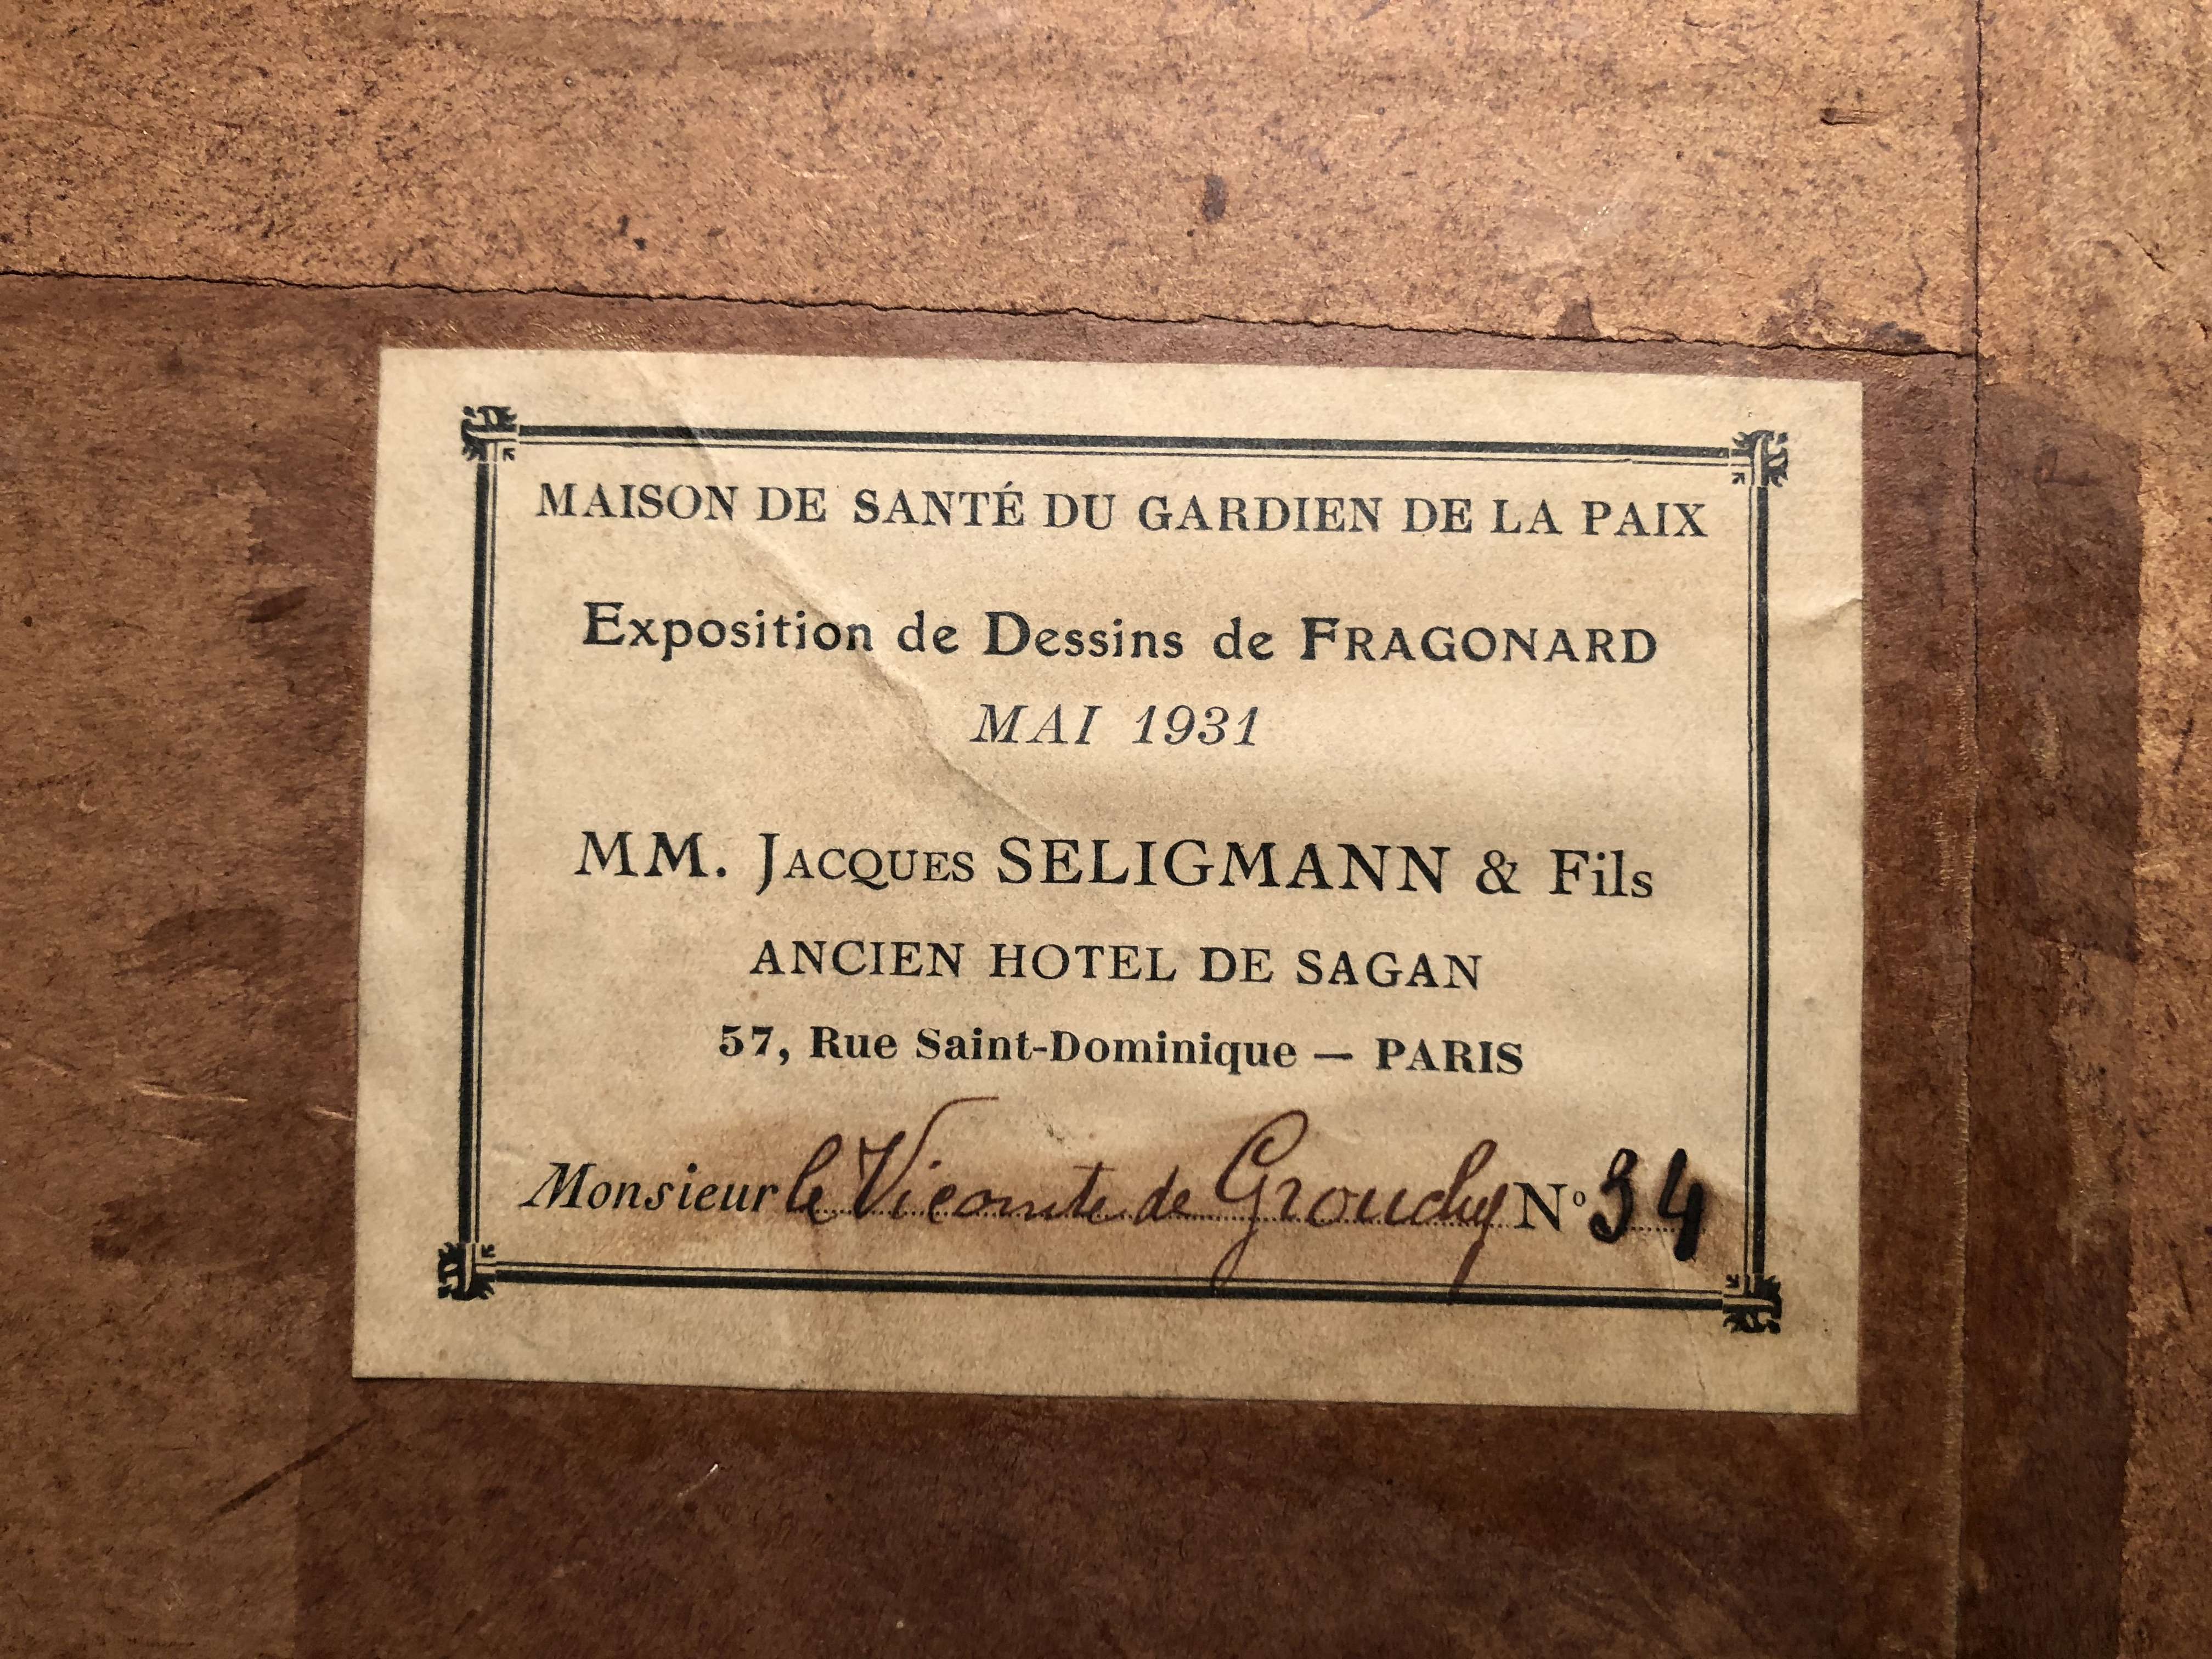 MAISON DE SANTÉ DU GARDIEN DE LA PAIX
Exposition de Dessins de FRAGONARD
MAI 1931
MM. JACQUES SELIGMANN & Fils
ANCIEN HOTEL DE SAGAN
57, Rue Saint-Dominique — PARIS
Monsieur le Vicomte de Grouchy N° 34